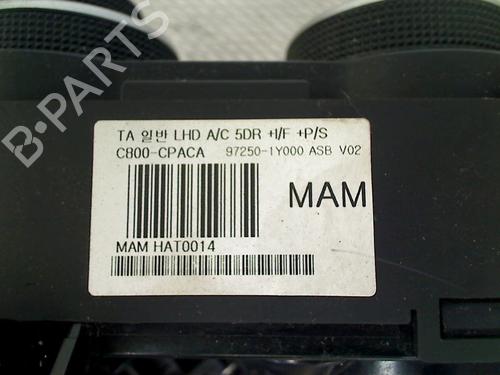 TA 일반 LHD A/C 5DR +I/F +P/S
C800-CPACA 97250-1Y000 ASB V02
MAM
MAM HAT0014
B-PARTS